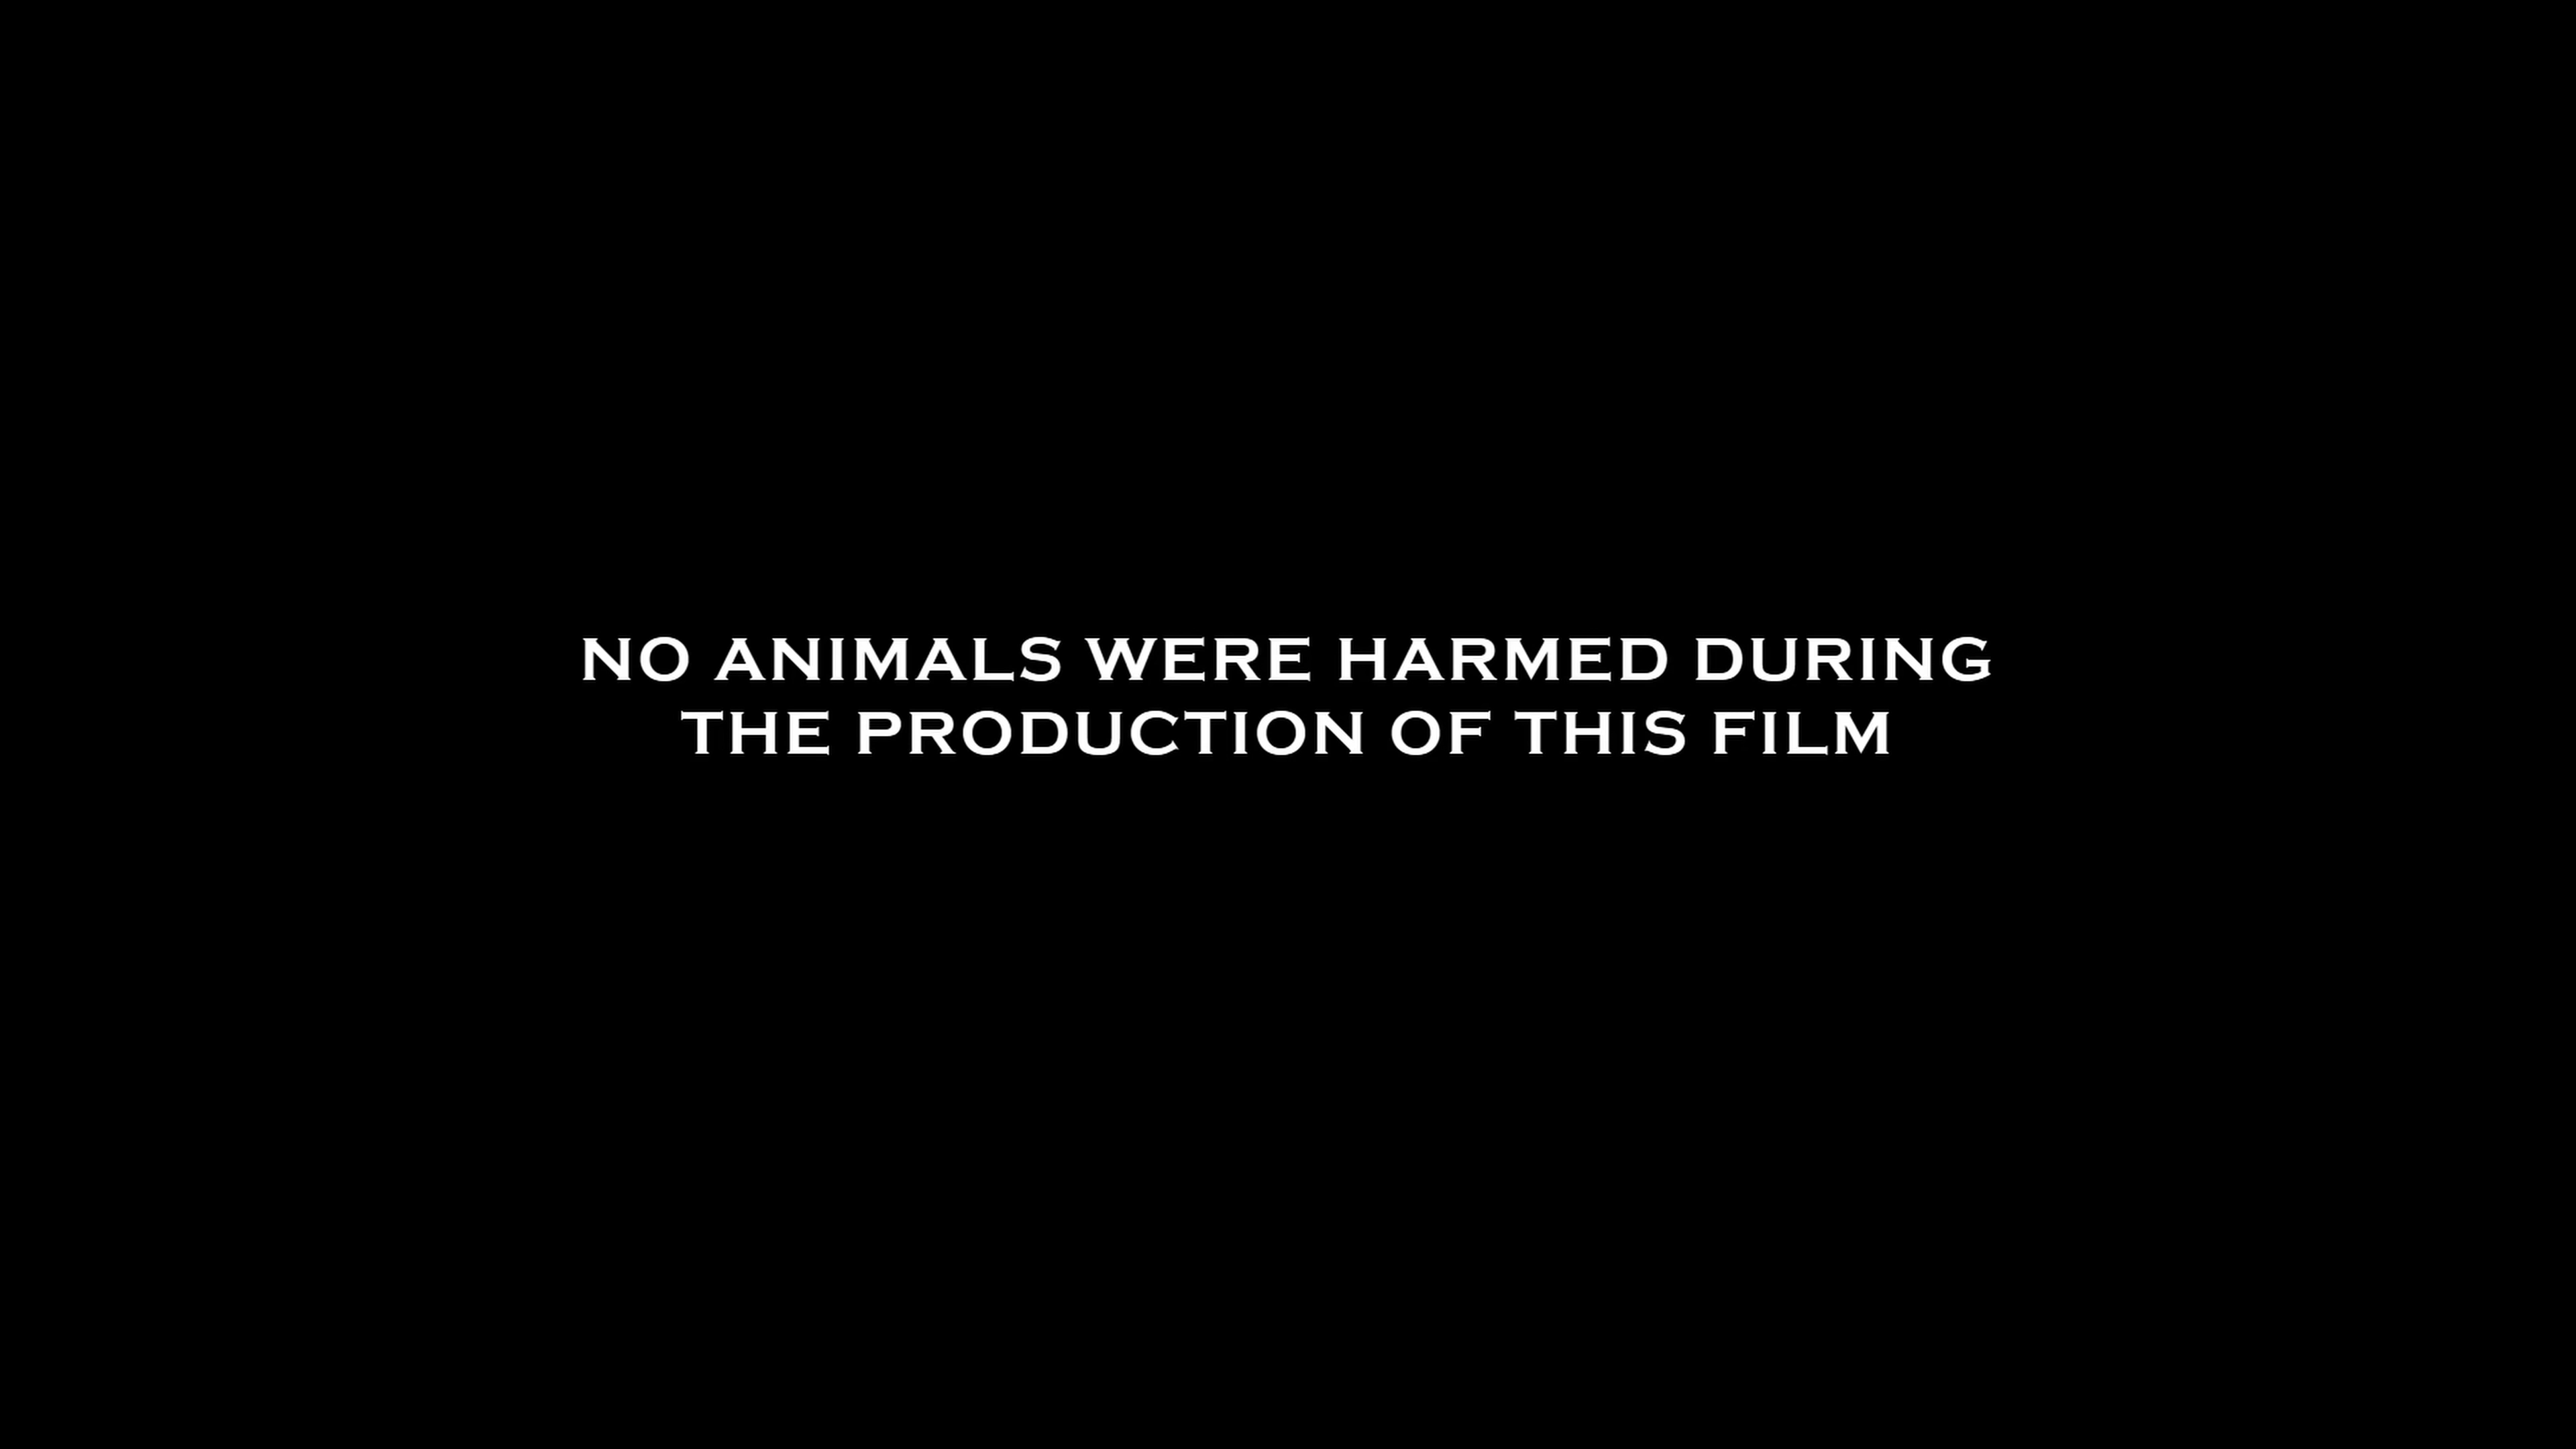 NO ANIMALS WERE HARMED DURING
THE PRODUCTION OF THIS FILM